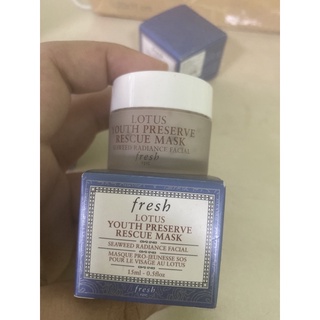 LOTUS
YOUTH PRESERVE
RESCUE MASK
SEAWEED RADIANCE FACIAL
fresh
fresh
LOTUS
YOUTH PRESERVE
RESCUE MASK
SEAWEED RADIANCE FACIAL
MASQUE PRO-JEUNESSE SOS
POUR LE VISAGE AU LOTUS
15ml - 0.5floz
fresh